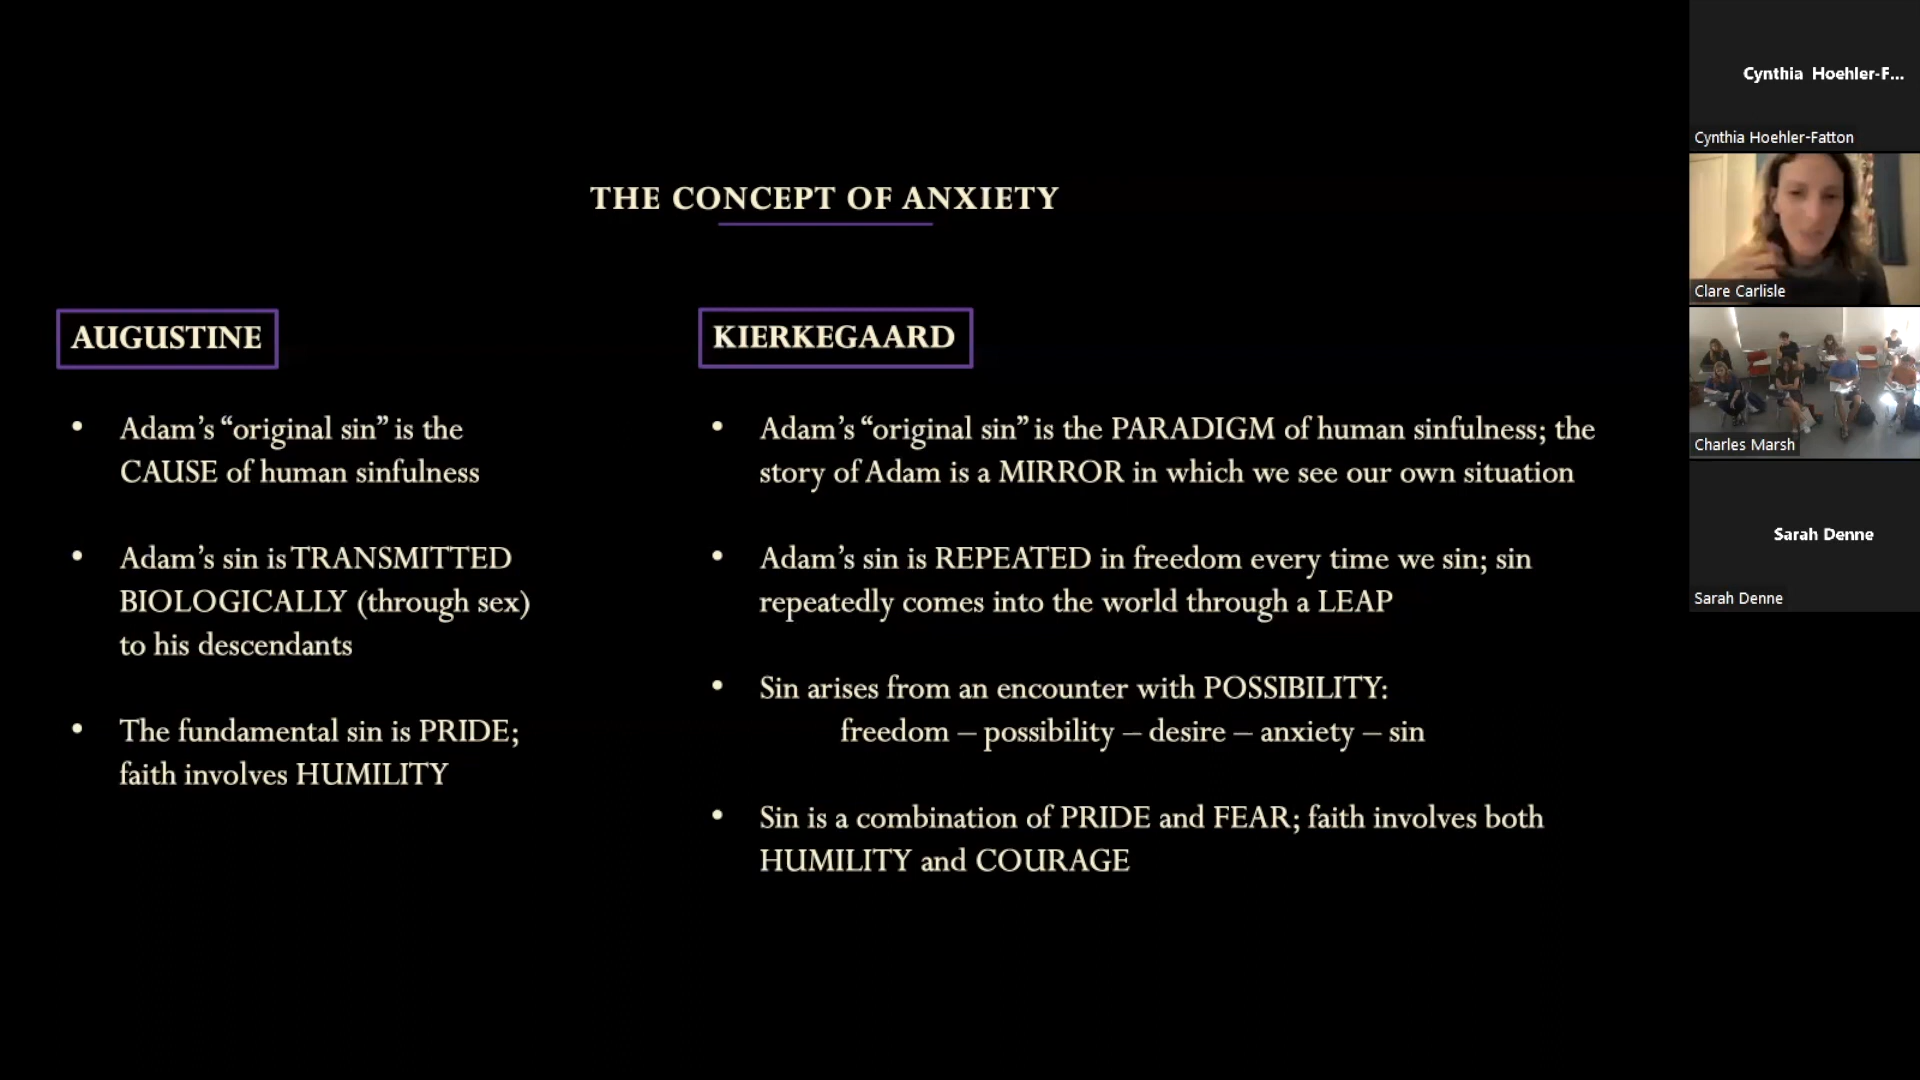 THE CONCEPT OF ANXIETY
AUGUSTINE
• Adam’s “original sin” is the
CAUSE of human sinfulness
• Adam’s sin is TRANSMITTED
BIOLOGICALLY (through sex)
to his descendants
• The fundamental sin is PRIDE;
faith involves HUMILITY
KIERKEGAARD
• Adam’s “original sin” is the PARADIGM of human sinfulness; the
story of Adam is a MIRROR in which we see our own situation
• Adam’s sin is REPEATED in freedom every time we sin; sin
repeatedly comes into the world through a LEAP
• Sin arises from an encounter with POSSIBILITY:
freedom – possibility – desire – anxiety – sin
• Sin is a combination of PRIDE and FEAR; faith involves both
HUMILITY and COURAGE
Cynthia Hoehler-F...
Cynthia Hoehler-Fatton
Clare Carlisle
Charles Marsh
Sarah Denne
Sarah Denne